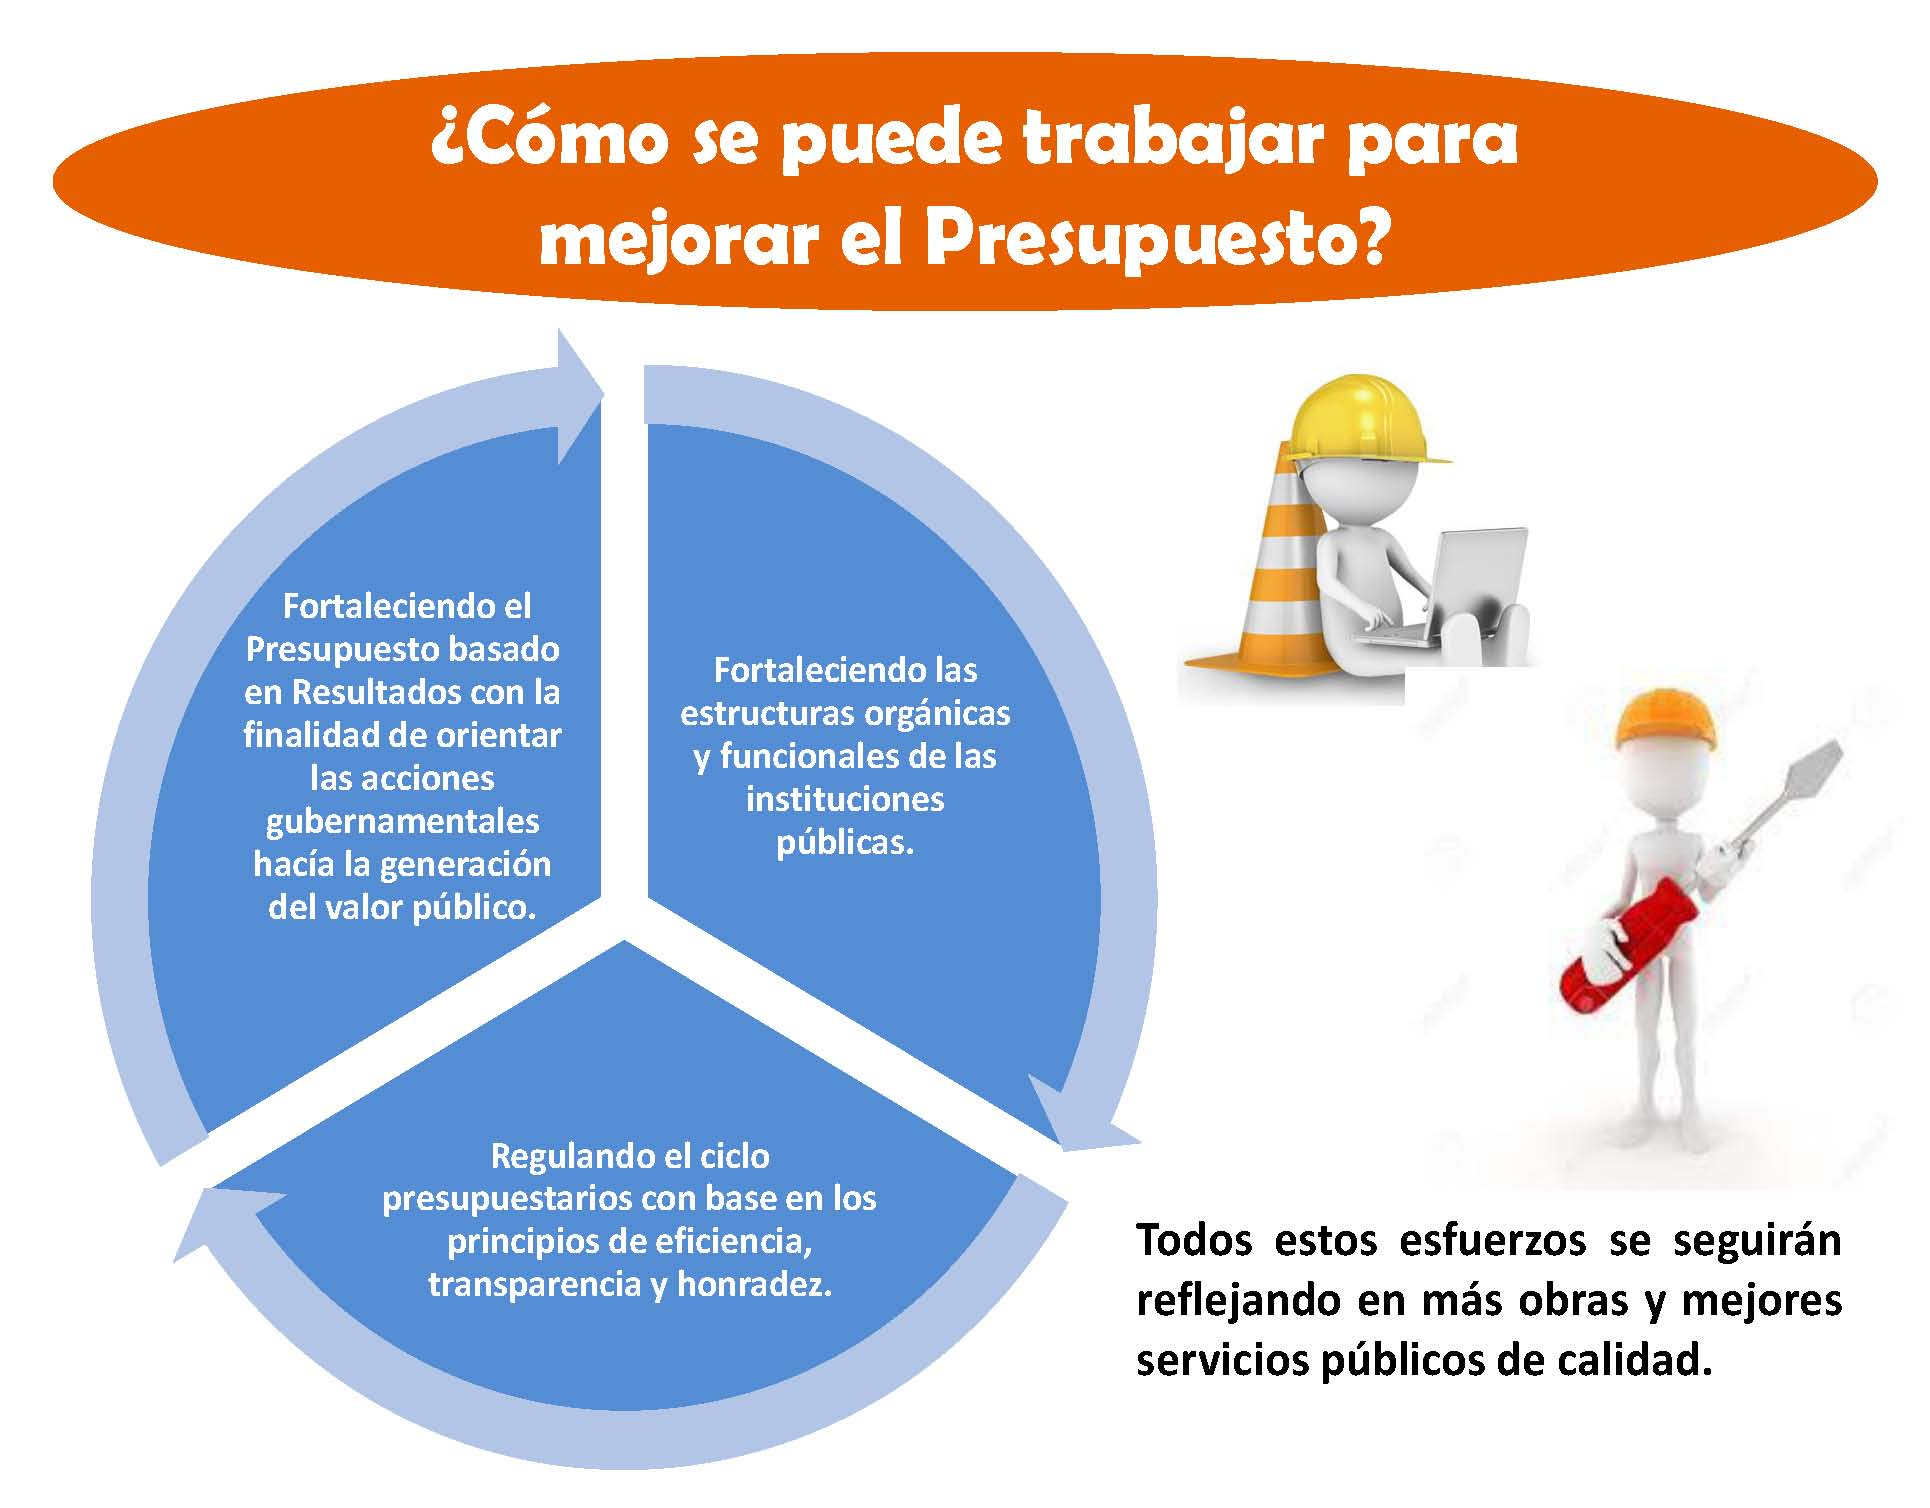 ¿Cómo se puede trabajar para
mejorar el Presupuesto?
Fortaleciendo el
Presupuesto basado
en Resultados con la
finalidad de orientar
las acciones
gubernamentales
hacía la generación
del valor público.
Fortaleciendo las
estructuras orgánicas
y funcionales de las
instituciones
públicas.
Regulando el ciclo
presupuestarios con base en los
principios de eficiencia,
transparencia y honradez.
Todos estos esfuerzos se seguirán
reflejando en más obras y mejores
servicios públicos de calidad.